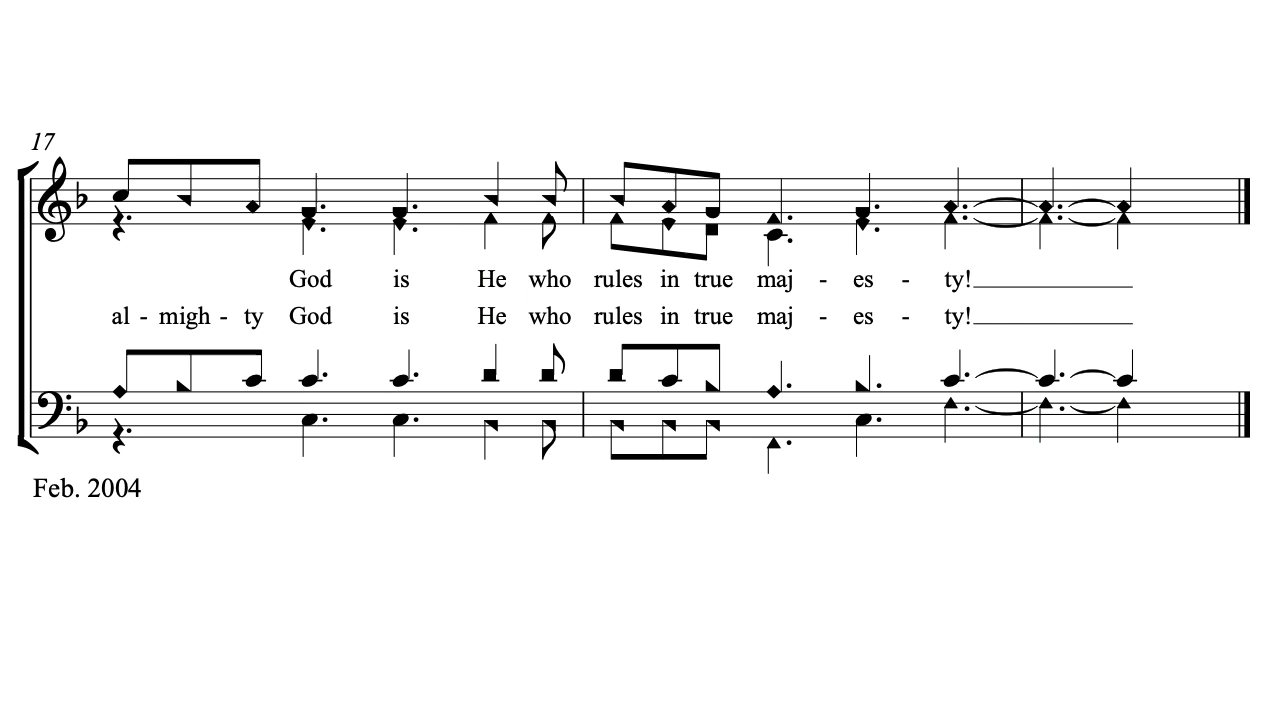 17
God is He who rules in true maj - es - ty!
al - migh - ty God is He who rules in true maj - es - ty!
Feb. 2004